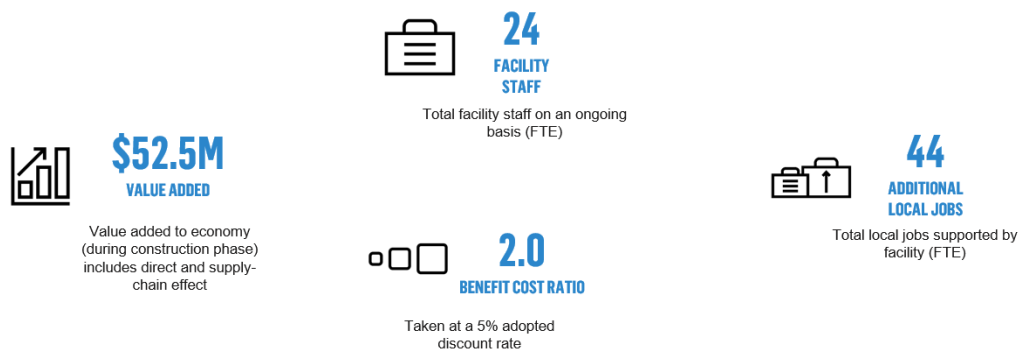 24
FACILITY
STAFF
Total facility staff on an ongoing
basis (FTE)
$52.5M
VALUE ADDED
Value added to economy
(during construction phase)
includes direct and supply-
chain effect
2.0
BENEFIT COST RATIO
Taken at a 5% adopted
discount rate
44
ADDITIONAL
LOCAL JOBS
Total local jobs supported by
facility (FTE)